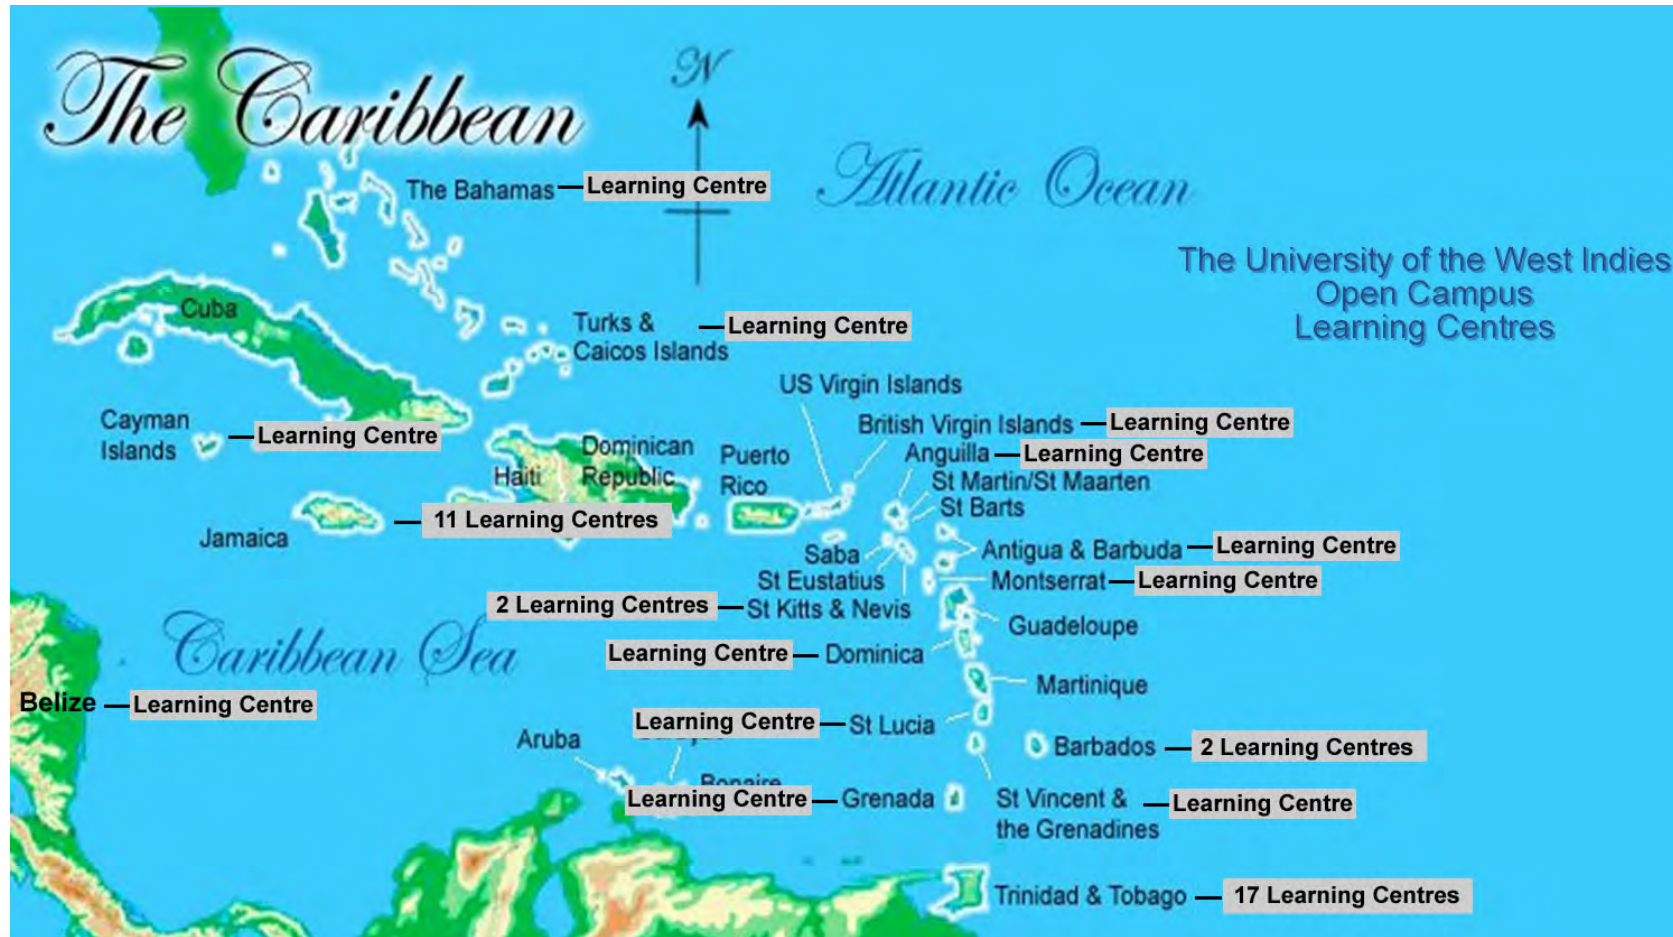 The Caribbean
N
Atlantic Ocean
The Bahamas
Learning Centre
The University of the West Indies
Open Campus
Learning Centres
Cuba
Turks &
Caicos Islands
Learning Centre
US Virgin Islands
Cayman
Islands
Learning Centre
British Virgin Islands
Learning Centre
Anguilla
Learning Centre
Dominican
Republic
Haiti
Puerto
Rico
St Martin/St Maarten
St Barts
Jamaica
11 Learning Centres
Saba
Antigua & Barbuda
Learning Centre
St Eustatius
Montserrat
Learning Centre
2 Learning Centres
St Kitts & Nevis
Guadeloupe
Caribbean Sea
Learning Centre
Dominica
Martinique
Belize
Learning Centre
Learning Centre
St Lucia
Aruba
Barbados
2 Learning Centres
Bonaire
Learning Centre
Grenada
St Vincent &
the Grenadines
Learning Centre
Trinidad & Tobago
17 Learning Centres